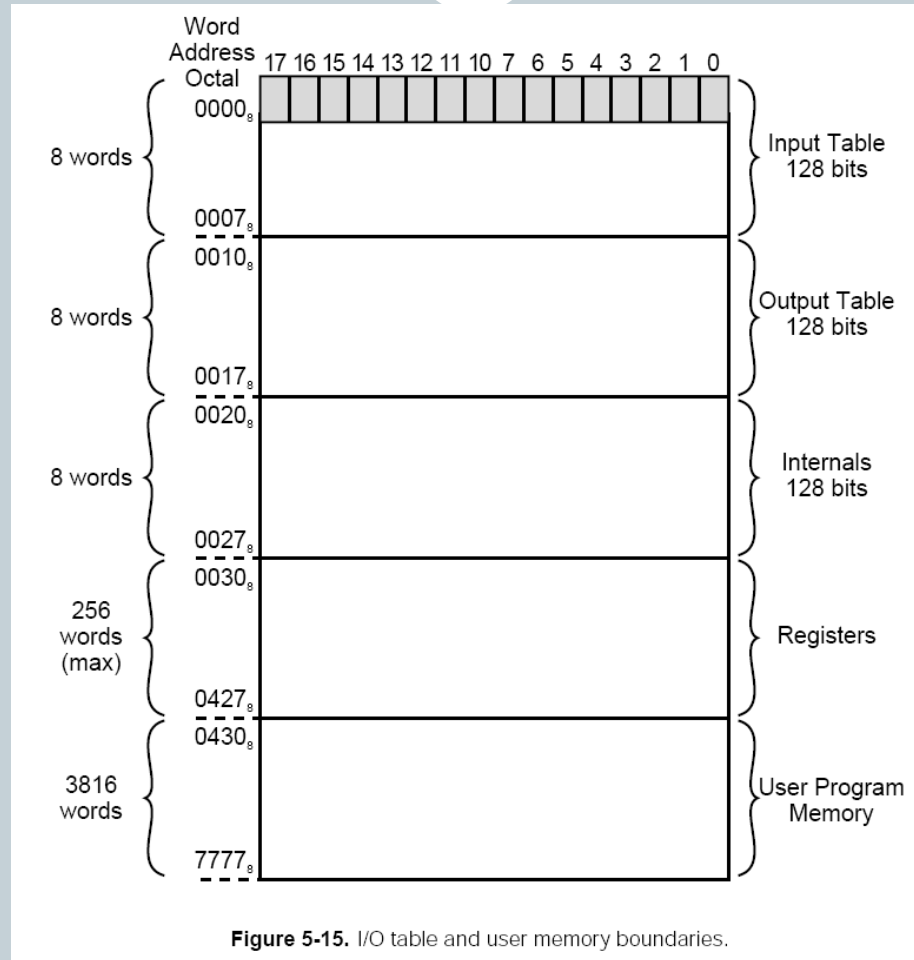 Word
Address
Octal
17 16 15 14 13 12 11 10 7 6 5 4 3 2 1 0
0000₈
8 words
Input Table
128 bits
0007₈
0010₈
8 words
Output Table
128 bits
0017₈
0020₈
8 words
Internals
128 bits
0027₈
0030₈
256
words
(max)
Registers
0427₈
0430₈
3816
words
User Program
Memory
7777₈
Figure 5-15. I/O table and user memory boundaries.